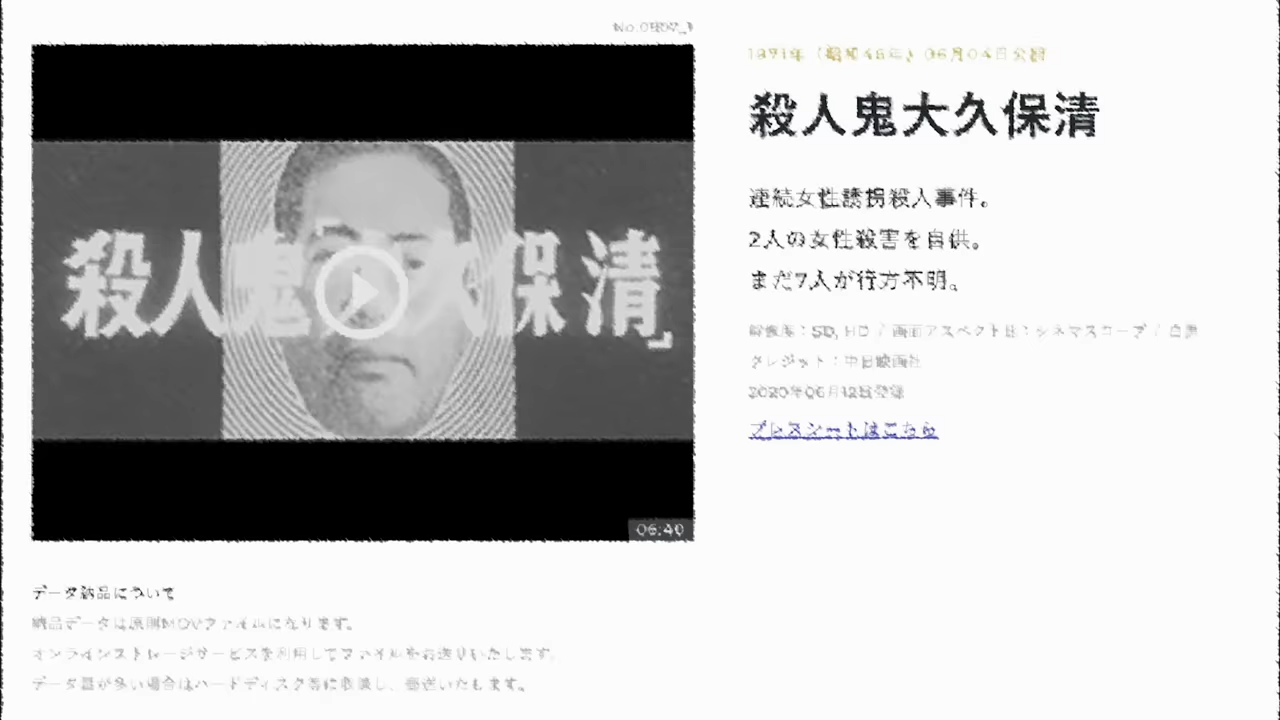 1971年（昭和46年）06月04日公開
殺人鬼大久保清
連続女性誘拐殺人事件。
2人の女性殺害を自供。
まだ7人が行方不明。
解像度：SD, HD / 画面アスペクト比：シネマスコープ / 白黒
クレジット：中日映画社
2020年06月12日登録
プレスシートはこちら
「殺人鬼大久保清」
06:40
データ納品について
納品データは原則MOVファイルになります。
オンラインストレージサービスを利用してファイルをお送りいたします。
データ量が多い場合はハードディスク等に収録し、郵送いたします。